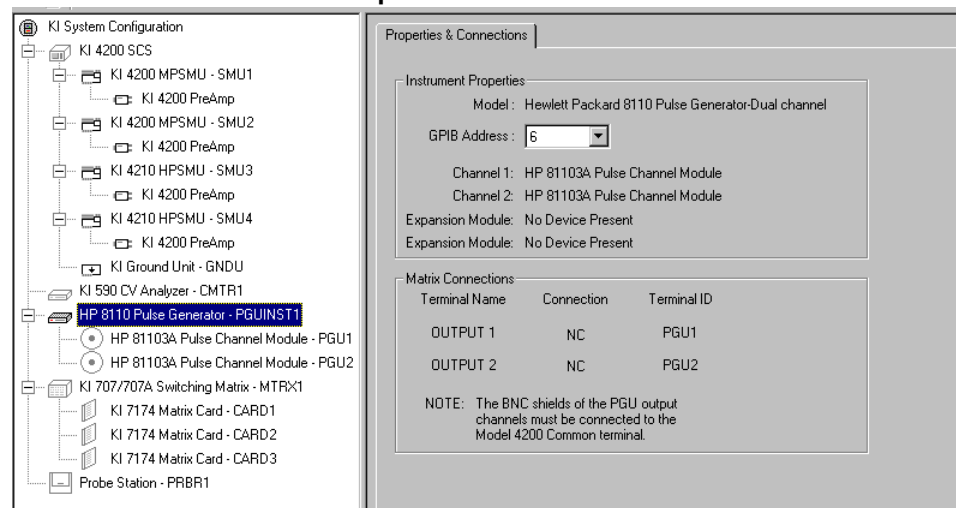 KI System Configuration
KI 4200 SCS
KI 4200 MPSMU - SMU1
KI 4200 PreAmp
KI 4200 MPSMU - SMU2
KI 4200 PreAmp
KI 4210 HPSMU - SMU3
KI 4200 PreAmp
KI 4210 HPSMU - SMU4
KI 4200 PreAmp
KI Ground Unit - GNDU
KI 590 CV Analyzer - CMTR1
HP 8110 Pulse Generator - PGUINST1
HP 81103A Pulse Channel Module - PGU1
HP 81103A Pulse Channel Module - PGU2
KI 707/707A Switching Matrix - MTRX1
KI 7174 Matrix Card - CARD1
KI 7174 Matrix Card - CARD2
KI 7174 Matrix Card - CARD3
Probe Station - PRBR1
Properties & Connections
Instrument Properties
Model : Hewlett Packard 8110 Pulse Generator-Dual channel
GPIB Address : 6
Channel 1: HP 81103A Pulse Channel Module
Channel 2: HP 81103A Pulse Channel Module
Expansion Module: No Device Present
Expansion Module: No Device Present
Matrix Connections
Terminal Name Connection Terminal ID
OUTPUT 1 NC PGU1
OUTPUT 2 NC PGU2
NOTE: The BNC shields of the PGU output
channels must be connected to the
Model 4200 Common terminal.